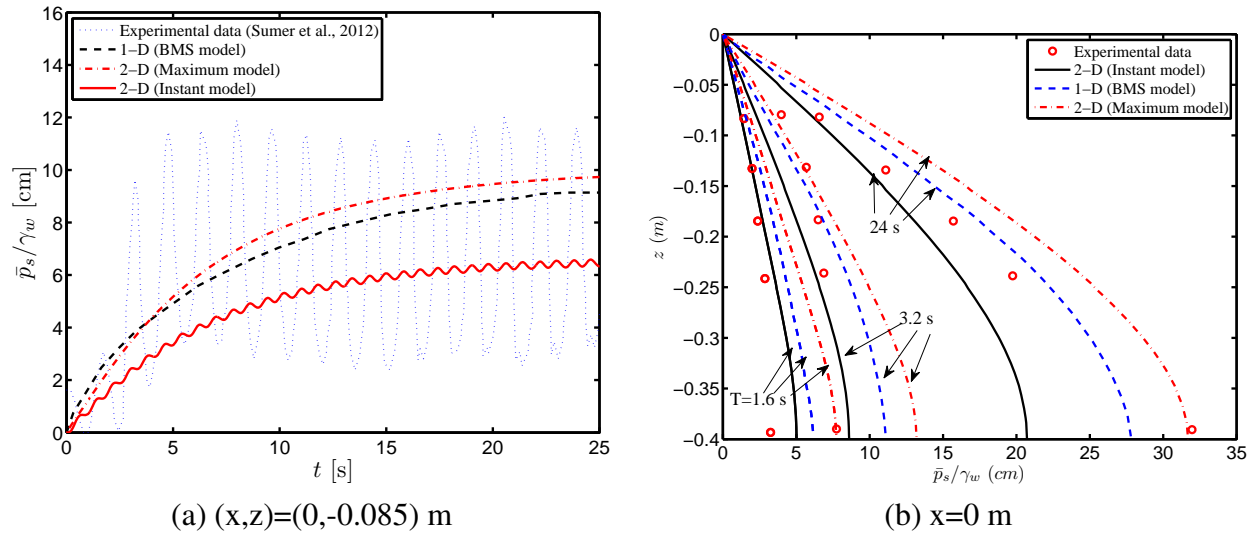 16
14
12
10
8
6
4
2
0
p̄s/γw [cm]
Experimental data (Sumer et al., 2012)
1−D (BMS model)
2−D (Maximum model)
2−D (Instant model)
0 5 10 15 20 25
t [s]
(a) (x,z)=(0,-0.085) m
0
−0.05
−0.1
−0.15
−0.2
−0.25
−0.3
−0.35
−0.4
z (m)
Experimental data
2−D (Instant model)
1−D (BMS model)
2−D (Maximum model)
24 s
3.2 s
T=1.6 s
0 5 10 15 20 25 30 35
p̄s/γw (cm)
(b) x=0 m